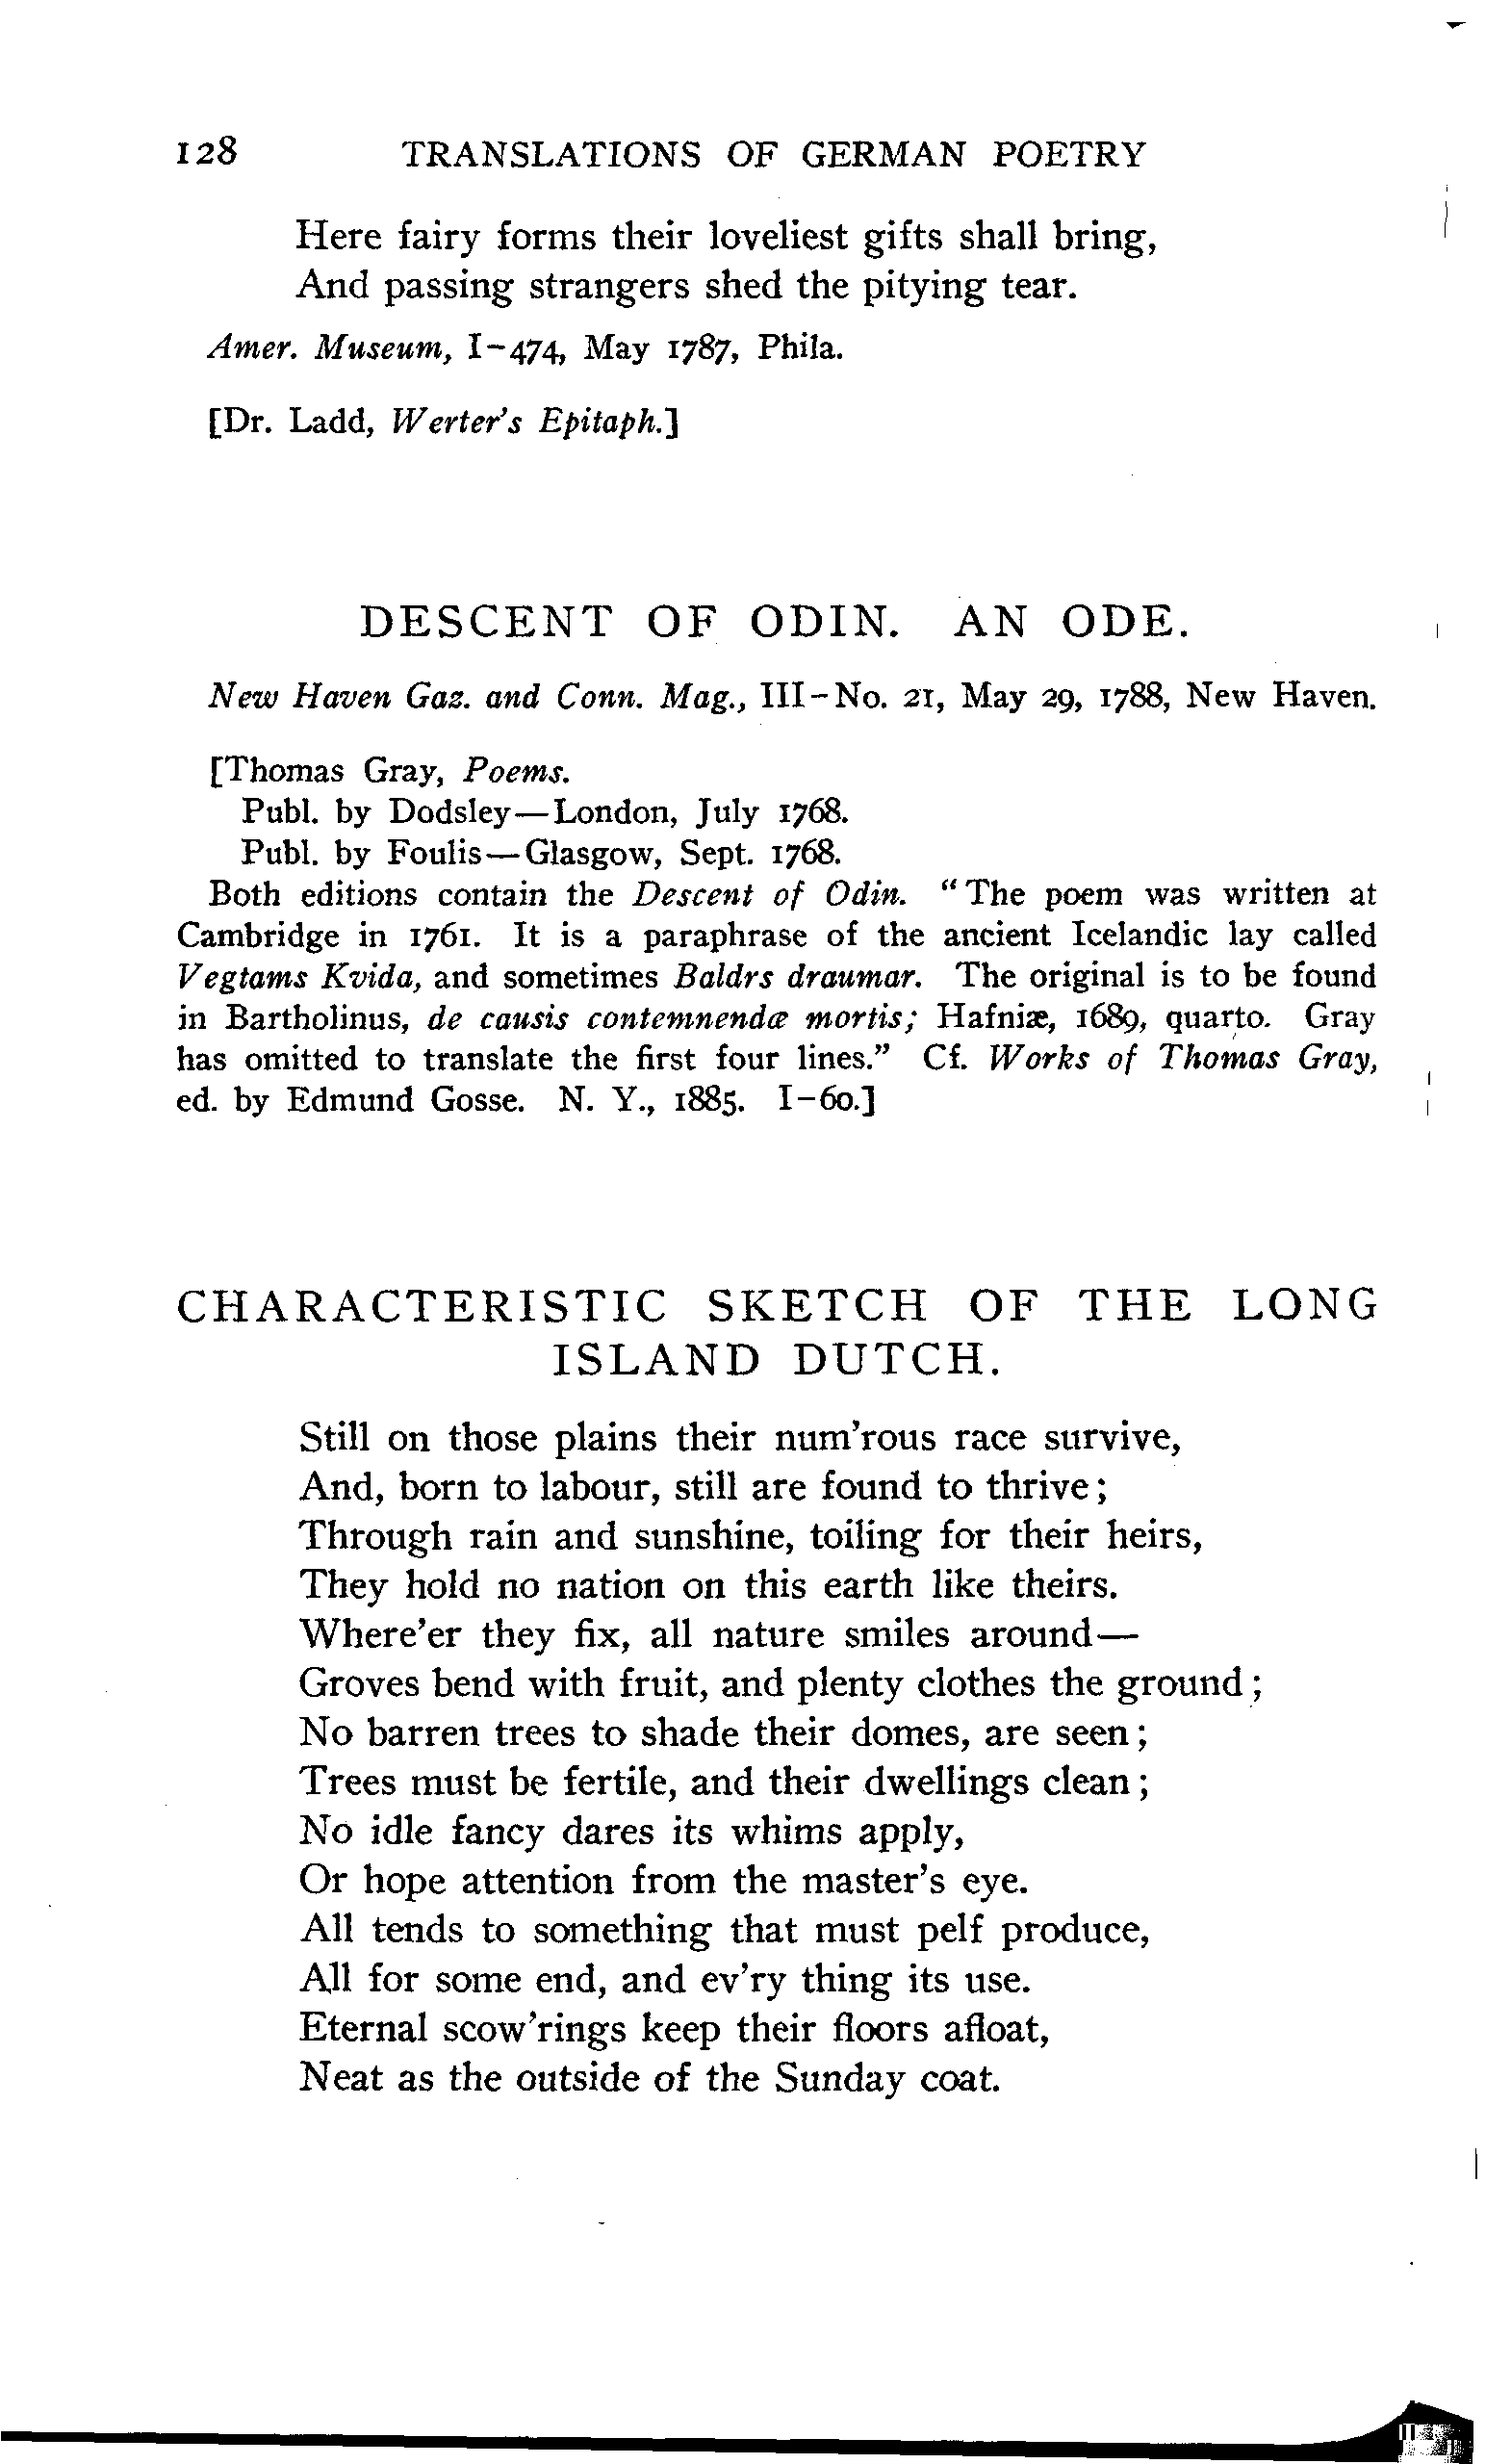 128 TRANSLATIONS OF GERMAN POETRY
Here fairy forms their loveliest gifts shall bring,
And passing strangers shed the pitying tear.
Amer. Museum, I-474, May 1787, Phila.
[Dr. Ladd, Werter's Epitaph.]
DESCENT OF ODIN. AN ODE.
New Haven Gaz. and Conn. Mag., III-No. 21, May 29, 1788, New Haven.
[Thomas Gray, Poems.
Publ. by Dodsley—London, July 1768.
Publ. by Foulis—Glasgow, Sept. 1768.
Both editions contain the Descent of Odin. "The poem was written at
Cambridge in 1761. It is a paraphrase of the ancient Icelandic lay called
Vegtams Kvida, and sometimes Baldrs draumar. The original is to be found
in Bartholinus, de causis contemnendæ mortis; Hafniæ, 1689, quarto. Gray
has omitted to translate the first four lines." Cf. Works of Thomas Gray,
ed. by Edmund Gosse. N. Y., 1885. I-60.]
CHARACTERISTIC SKETCH OF THE LONG
ISLAND DUTCH.
Still on those plains their num'rous race survive,
And, born to labour, still are found to thrive;
Through rain and sunshine, toiling for their heirs,
They hold no nation on this earth like theirs.
Where'er they fix, all nature smiles around—
Groves bend with fruit, and plenty clothes the ground;
No barren trees to shade their domes, are seen;
Trees must be fertile, and their dwellings clean;
No idle fancy dares its whims apply,
Or hope attention from the master's eye.
All tends to something that must pelf produce,
All for some end, and ev'ry thing its use.
Eternal scow'rings keep their floors afloat,
Neat as the outside of the Sunday coat.